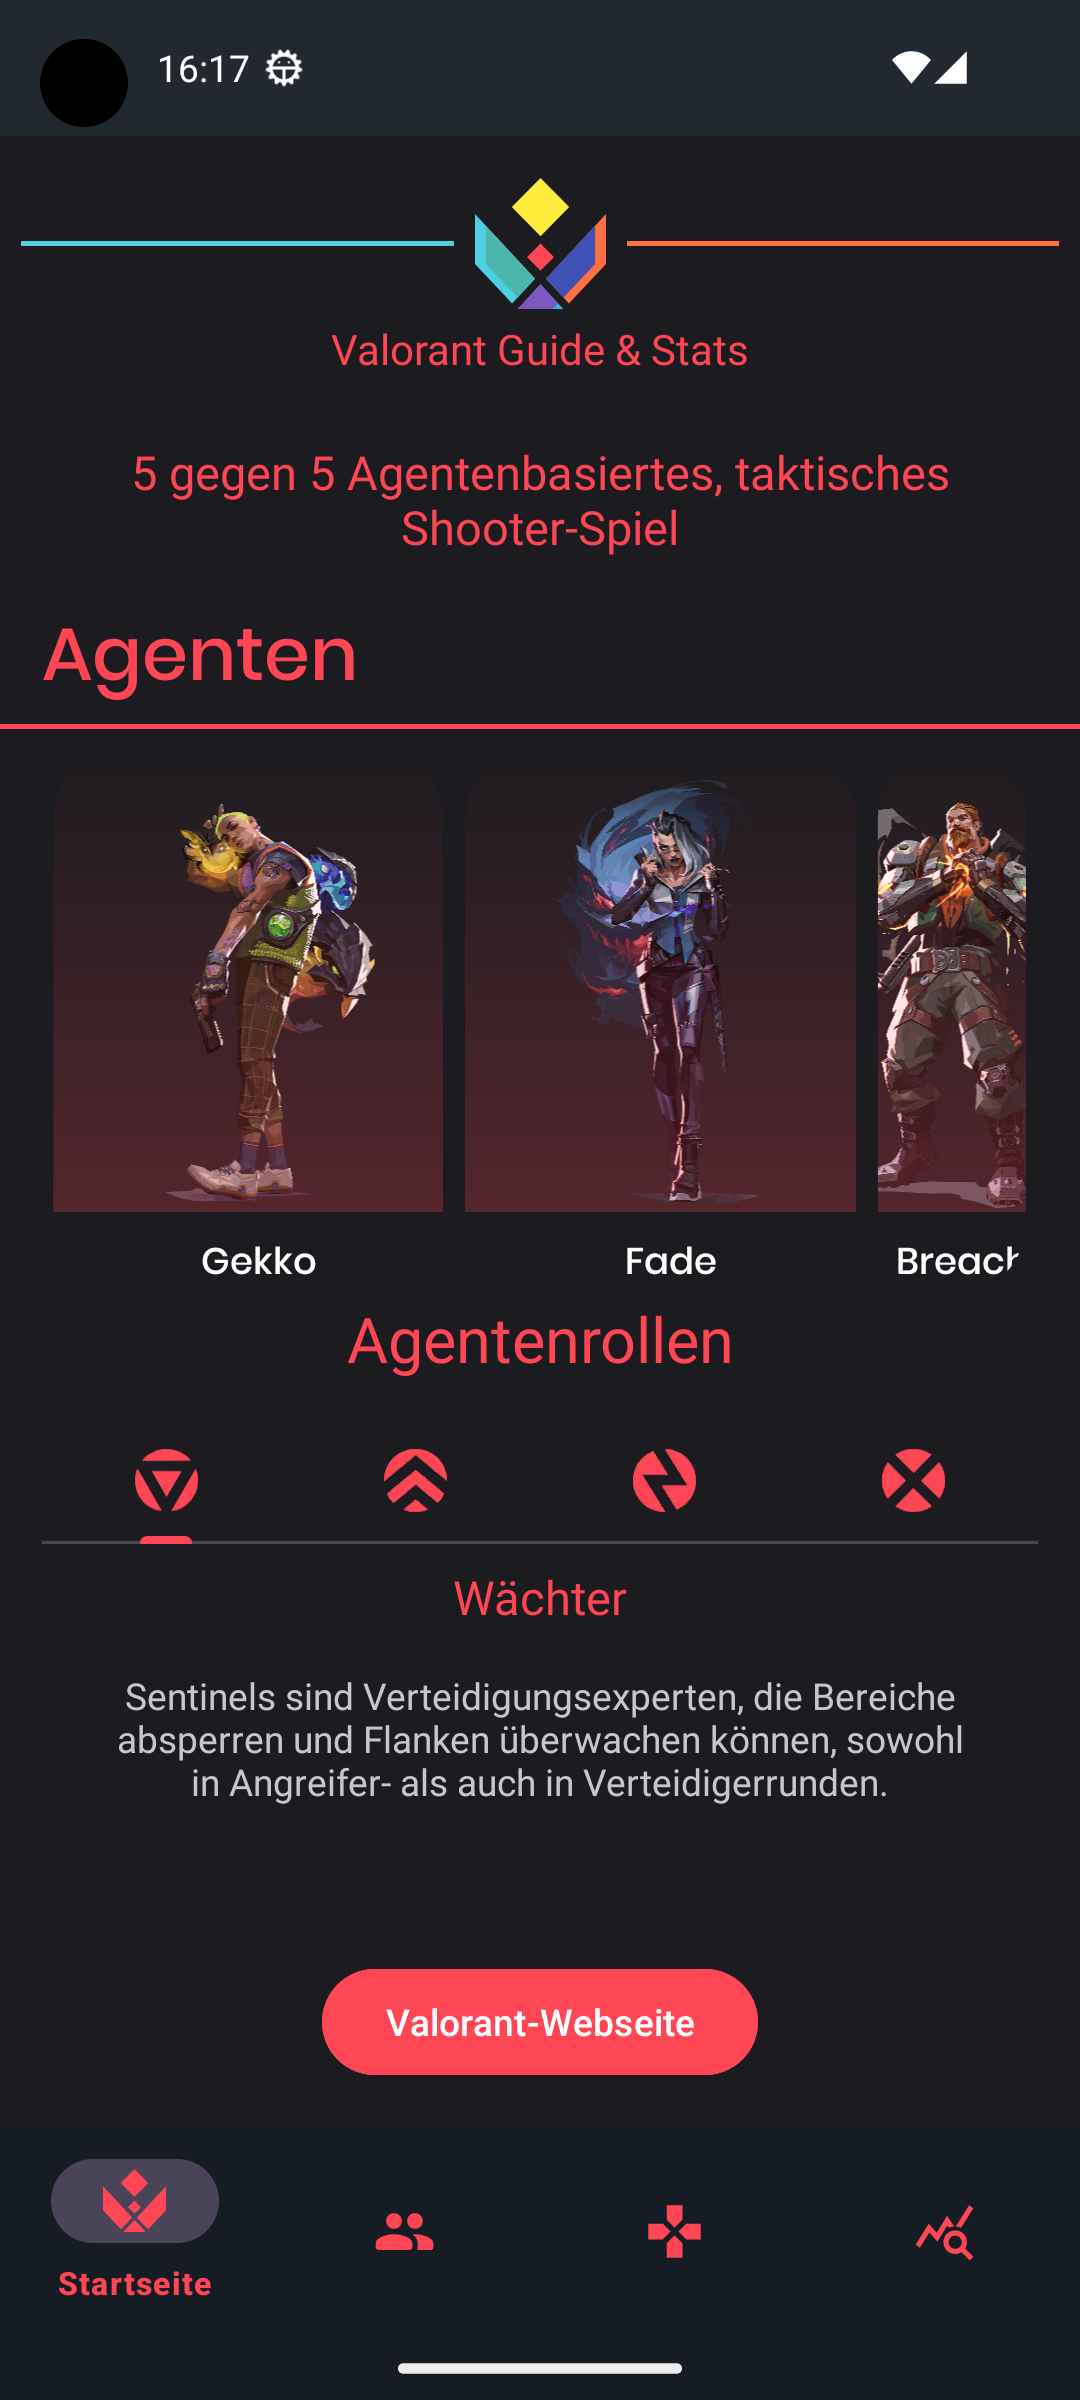 16:17
Valorant Guide & Stats
5 gegen 5 Agentenbasiertes, taktisches
Shooter-Spiel
Agenten
Gekko
Fade
Breach
Agentenrollen
Wächter
Sentinels sind Verteidigungsexperten, die Bereiche
absperren und Flanken überwachen können, sowohl
in Angreifer- als auch in Verteidigerrunden.
Valorant-Webseite
Startseite